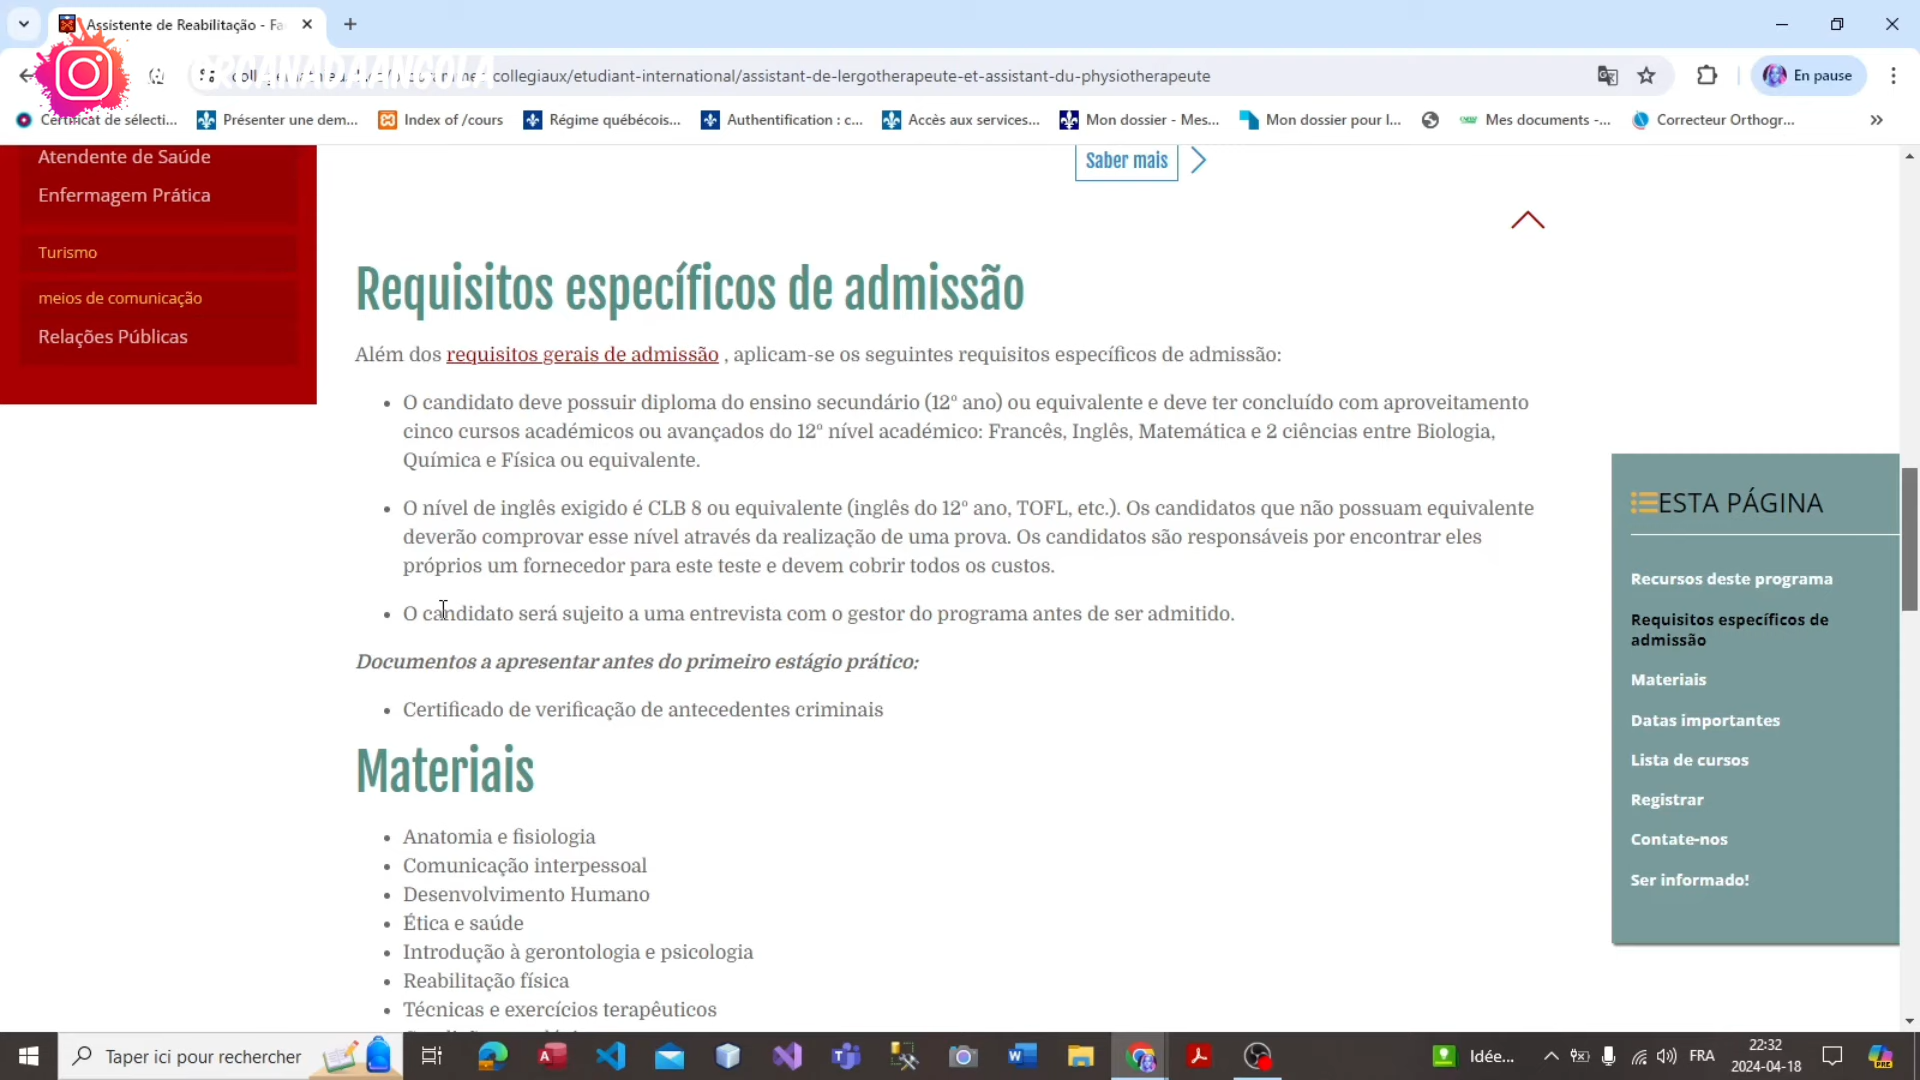 Assistente de Reabilitação - Fa
CANADAANGOLA
collegiaux/etudiant-international/assistant-de-lergotherapeute-et-assistant-du-physiotherapeute
En pause
Certificat de sélecti...
Présenter une dem...
Index of /cours
Régime québécois...
Authentification : c...
Accès aux services...
Mon dossier - Mes...
Mon dossier pour l...
Mes documents -...
Correcteur Orthogr...
Atendente de Saúde
Enfermagem Prática
Turismo
meios de comunicação
Relações Públicas
Saber mais
Requisitos específicos de admissão
Além dos requisitos gerais de admissão , aplicam-se os seguintes requisitos específicos de admissão:
• O candidato deve possuir diploma do ensino secundário (12º ano) ou equivalente e deve ter concluído com aproveitamento
cinco cursos académicos ou avançados do 12º nível académico: Francês, Inglês, Matemática e 2 ciências entre Biologia,
Química e Física ou equivalente.
• O nível de inglês exigido é CLB 8 ou equivalente (inglês do 12º ano, TOFL, etc.). Os candidatos que não possuam equivalente
deverão comprovar esse nível através da realização de uma prova. Os candidatos são responsáveis por encontrar eles
próprios um fornecedor para este teste e devem cobrir todos os custos.
• O candidato será sujeito a uma entrevista com o gestor do programa antes de ser admitido.
Documentos a apresentar antes do primeiro estágio prático:
• Certificado de verificação de antecedentes criminais
Materiais
• Anatomia e fisiologia
• Comunicação interpessoal
• Desenvolvimento Humano
• Ética e saúde
• Introdução à gerontologia e psicologia
• Reabilitação física
• Técnicas e exercícios terapêuticos
ESTA PÁGINA
Recursos deste programa
Requisitos específicos de
admissão
Materiais
Datas importantes
Lista de cursos
Registrar
Contate-nos
Ser informado!
Taper ici pour rechercher
Idée...
FRA
22:32
2024-04-18